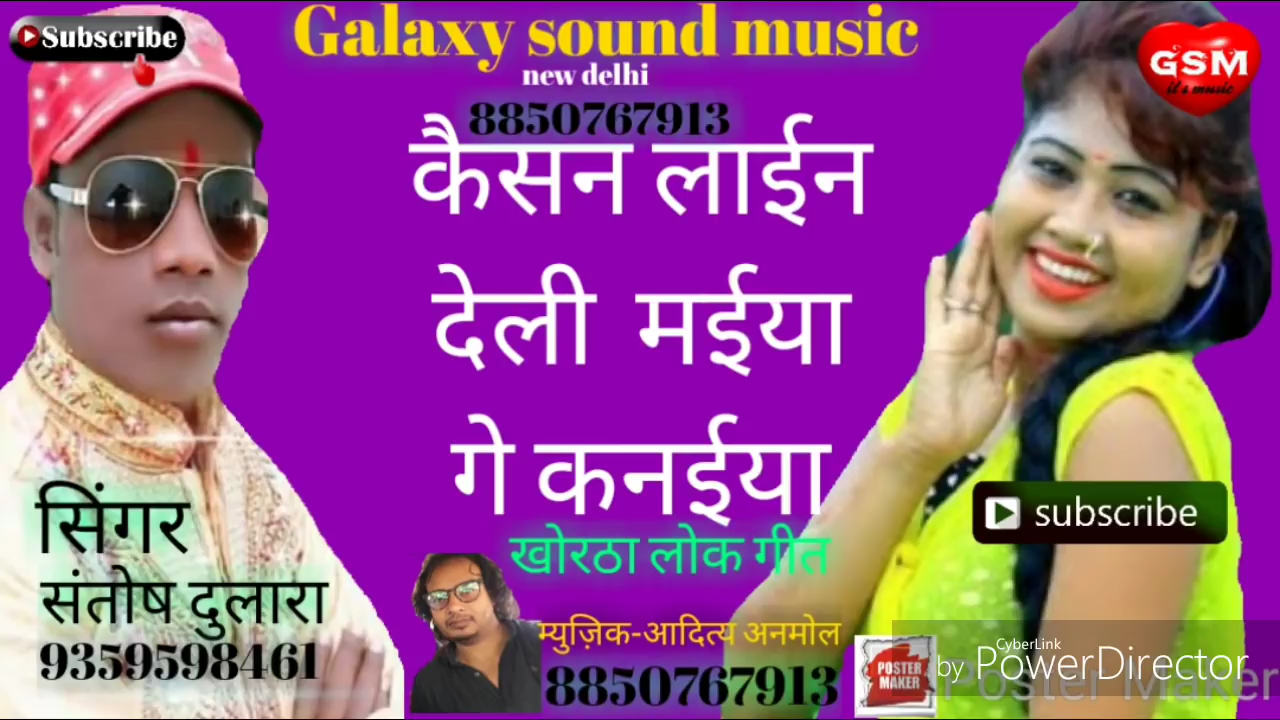 Subscribe
Galaxy sound music
new delhi
8850767913
GSM
it's music
कैसन लाईन
देली मईया
गे कनईया
खोरठा लोक गीत
subscribe
सिंगर
संतोष दुलारा
9359598461
म्युज़िक-आदित्य अनमोल
8850767913
POSTER
MAKER
CyberLink
by PowerDirector
Poster Maker